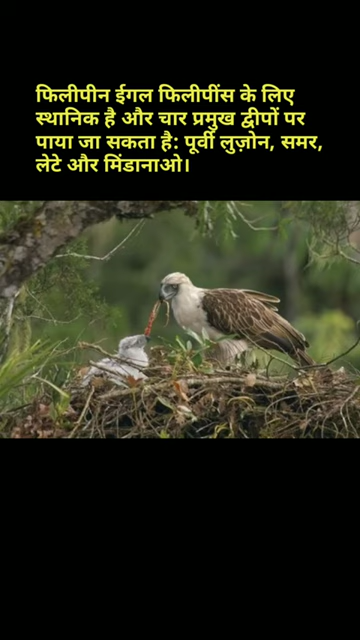 फिलीपीन ईगल फिलीपींस के लिए
स्थानिक है और चार प्रमुख द्वीपों पर
पाया जा सकता है: पूर्वी लुज़ोन, समर,
लेटे और मिंडानाओ।